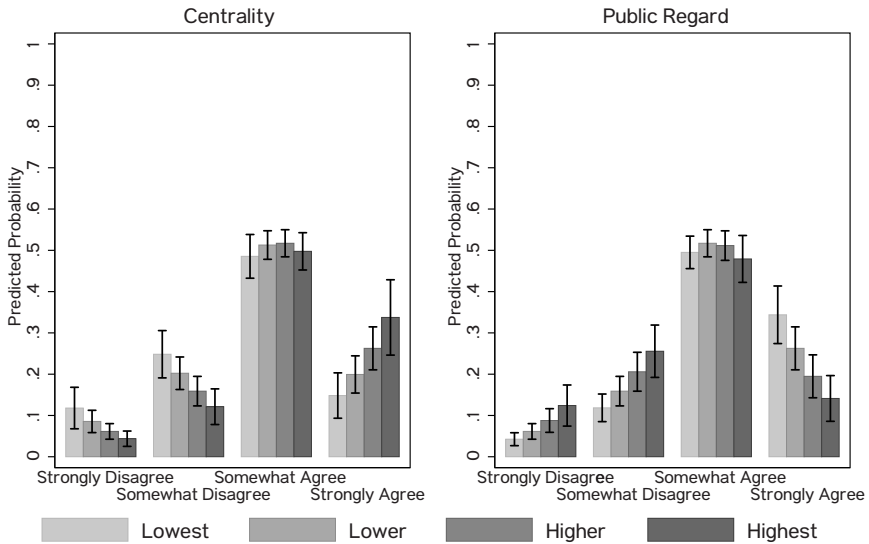 Centrality
Predicted Probability
1
.9
.8
.7
.6
.5
.4
.3
.2
.1
0
Strongly Disagree
Somewhat Disagree
Somewhat Agree
Strongly Agree
Public Regard
Predicted Probability
1
.9
.8
.7
.6
.5
.4
.3
.2
.1
0
Strongly Disagree
Somewhat Disagree
Somewhat Agree
Strongly Agree
Lowest
Lower
Higher
Highest